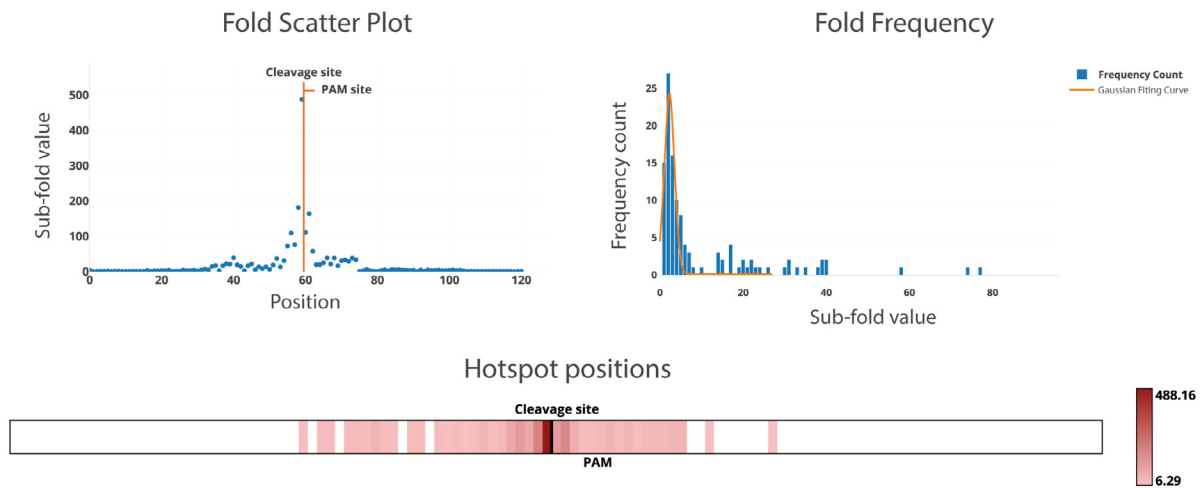 Fold Scatter Plot
Fold Frequency
Cleavage site
PAM site
500
400
300
200
100
0
Sub-fold value
0 20 40 60 80 100 120
Position
Frequency Count
Gaussian Fiting Curve
25
20
15
10
5
0
Frequency count
0 20 40 60 80
Sub-fold value
Hotspot positions
Cleavage site
PAM
488.16
6.29